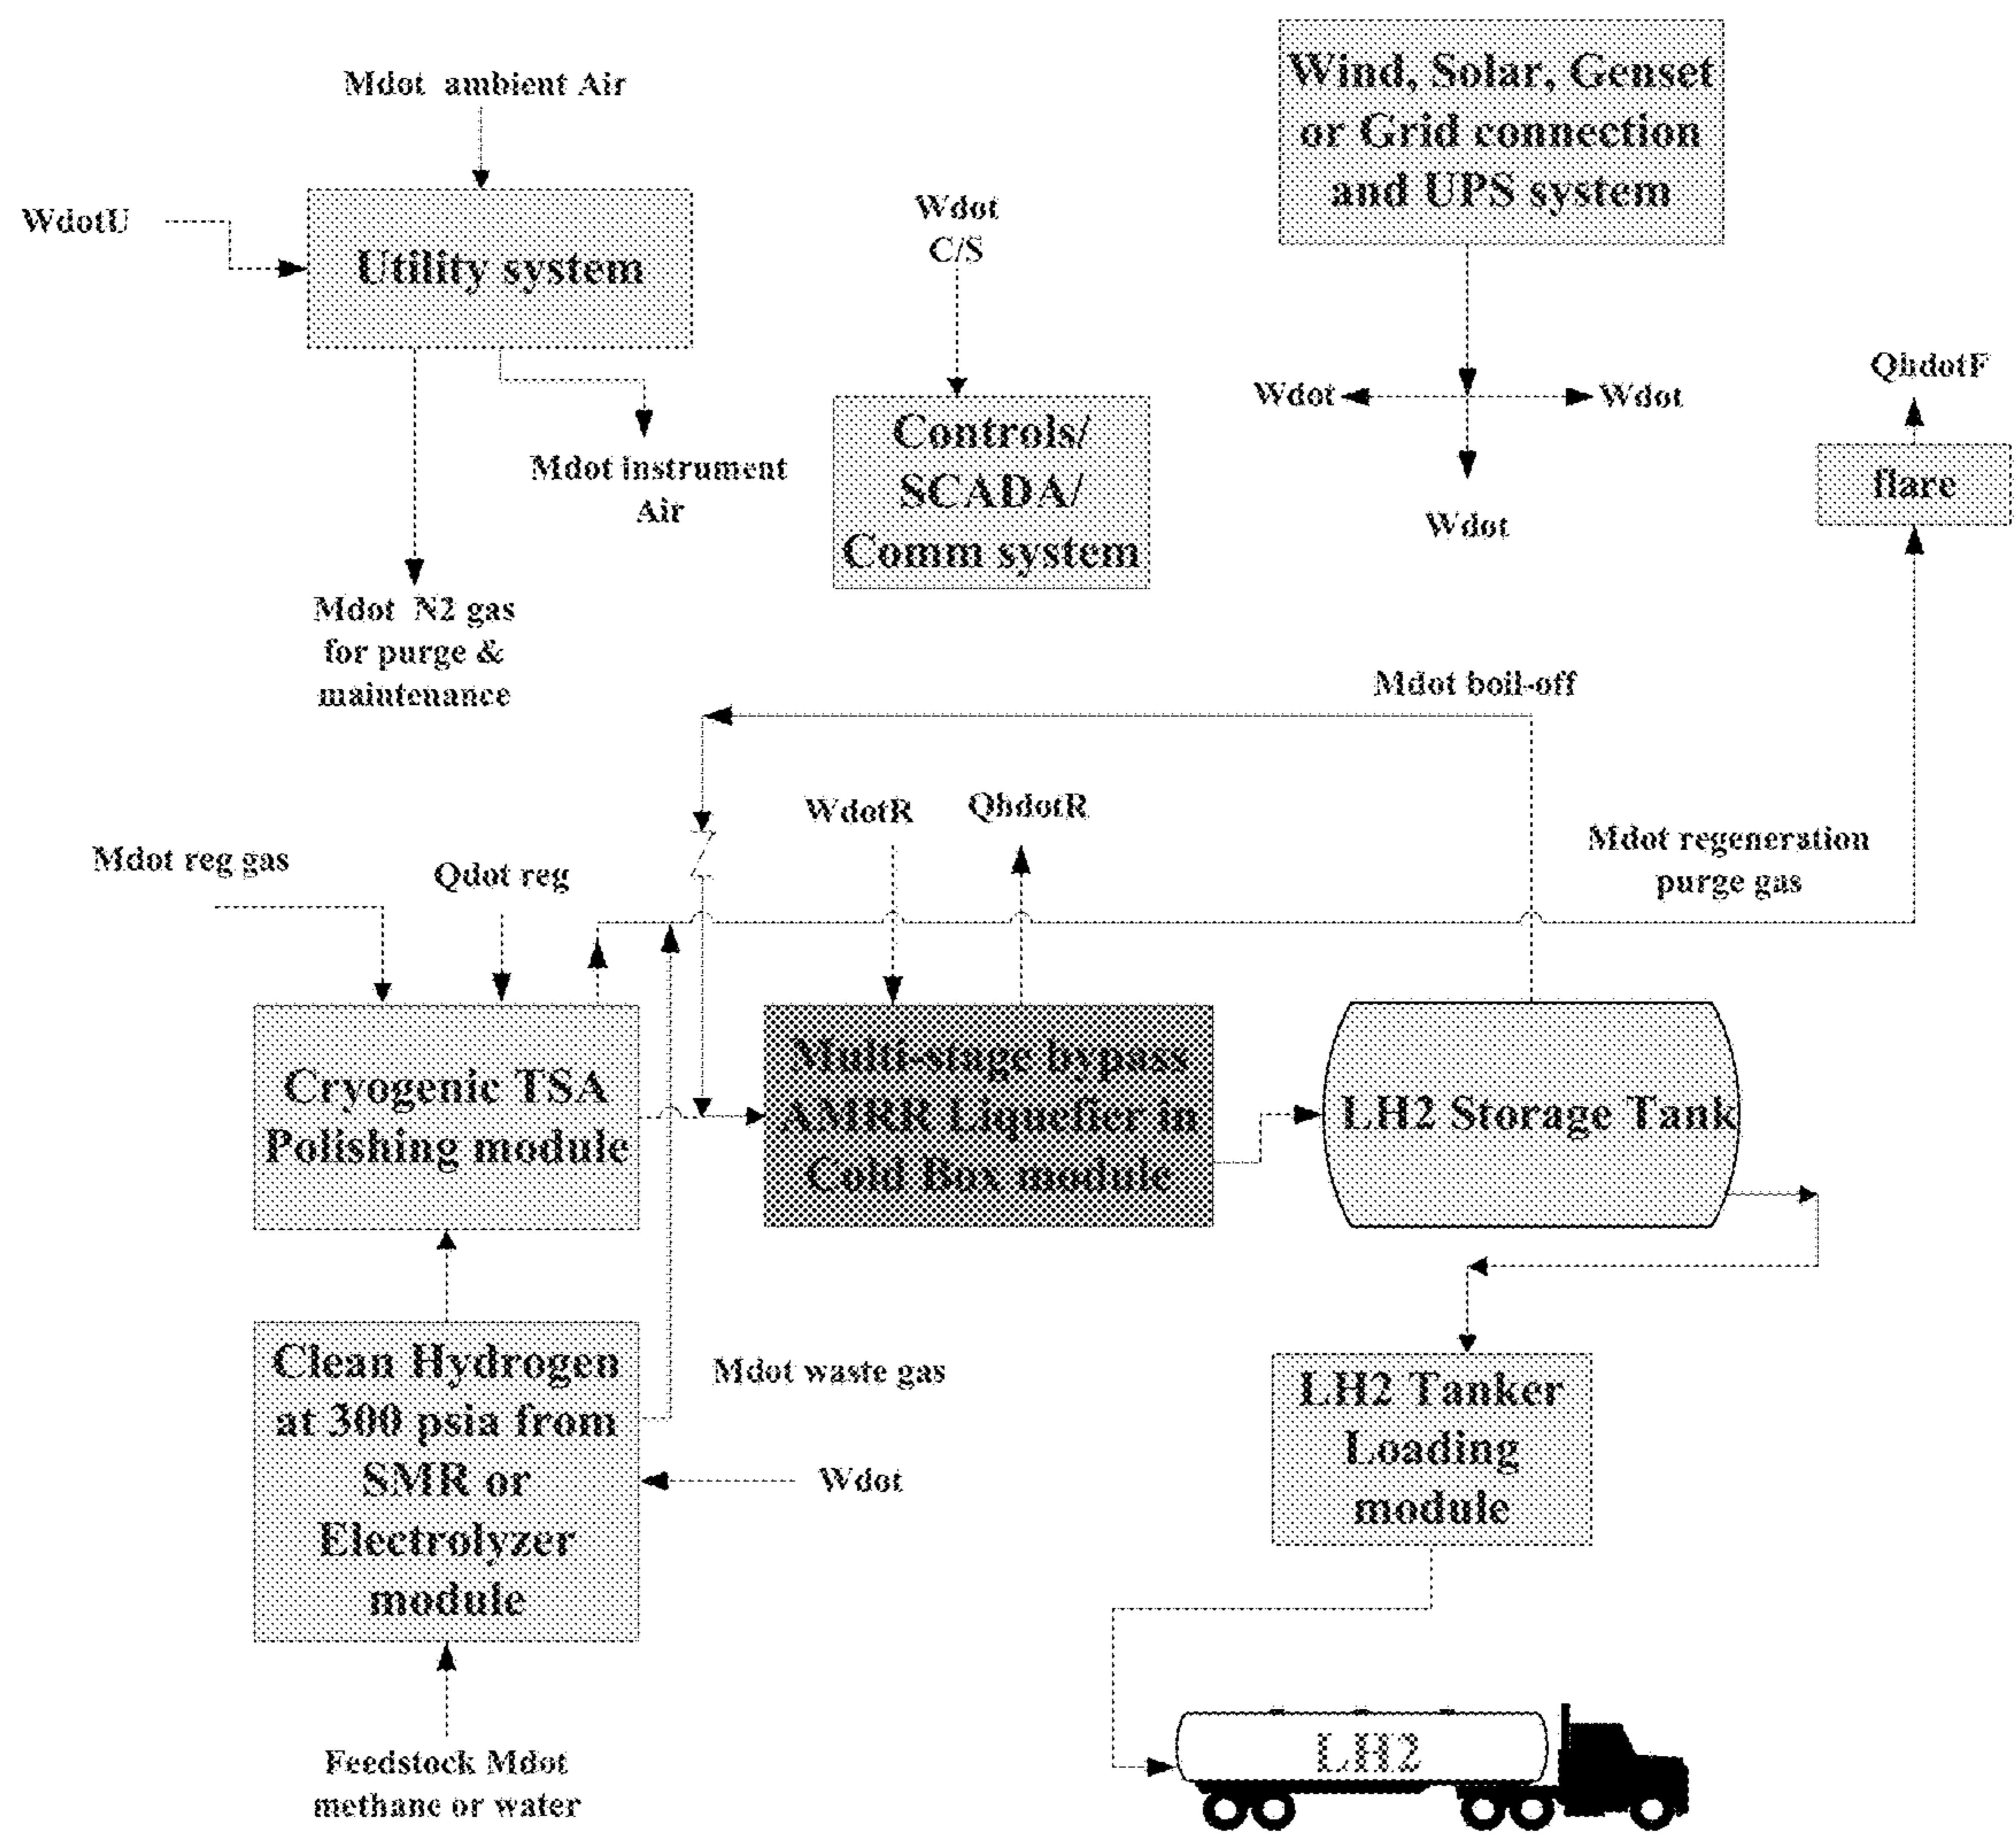 Mdot ambient Air
WdotU
Utility system
Mdot N2 gas
for purge &
maintenance
Mdot instrument
Air
Wdot
C/S
Controls/
SCADA/
Comm system
Wind, Solar, Genset
or Grid connection
and UPS system
Wdot
Wdot
Wdot
QhdotF
flare
Mdot boil-off
Mdot regeneration
purge gas
Mdot reg gas
Qdot reg
WdotR
QhdotR
Cryogenic TSA
Polishing module
Multi-stage bypass
AMRR Liquefier in
Cold Box module
LH2 Storage Tank
Clean Hydrogen
at 300 psia from
SMR or
Electrolyzer
module
Mdot waste gas
Wdot
LH2 Tanker
Loading
module
Feedstock Mdot
methane or water
LH2